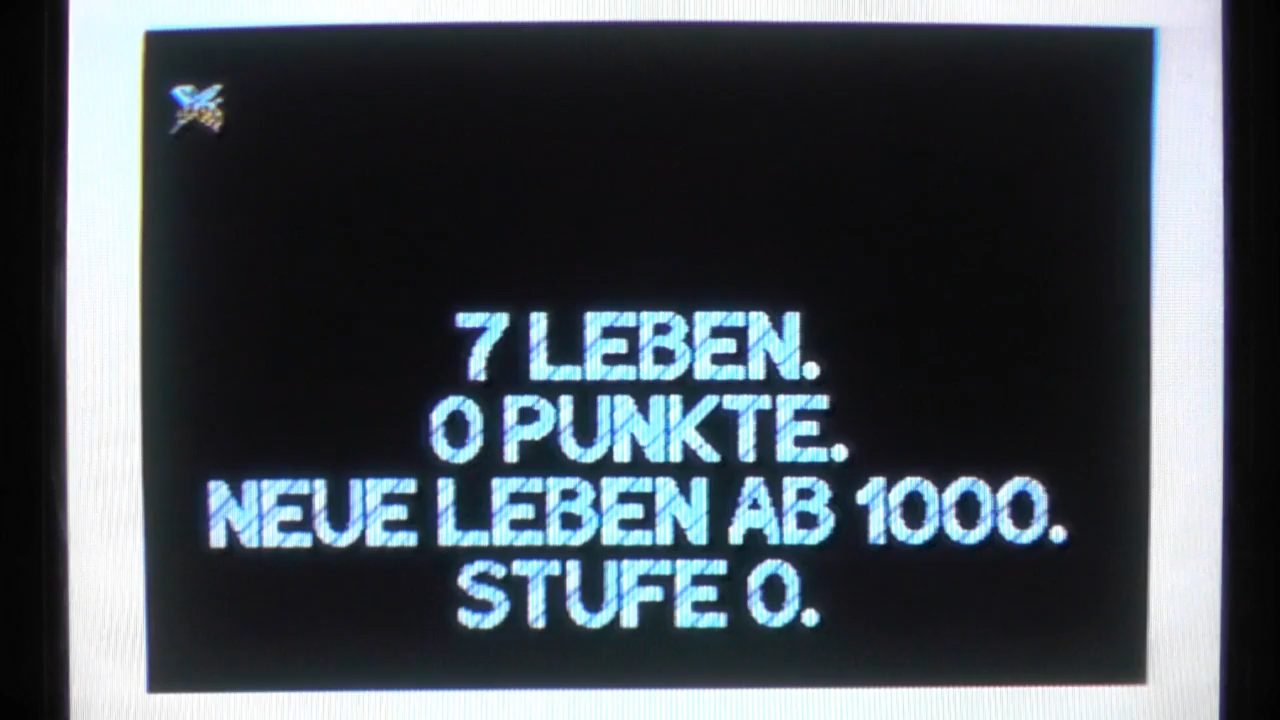 7 LEBEN.
0 PUNKTE.
NEUE LEBEN AB 1000.
STUFE 0.